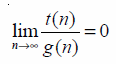 lim n→∞ t(n)/g(n) = 0